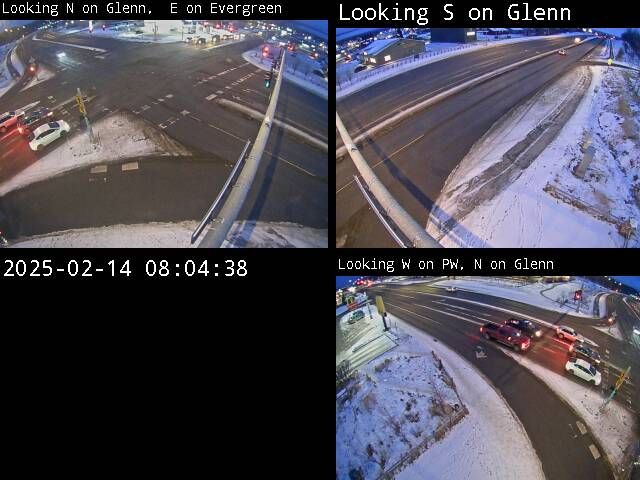 Looking N on Glenn,  E on Evergreen
Looking S on Glenn
2025-02-14 08:04:38
Looking W on PW, N on Glenn